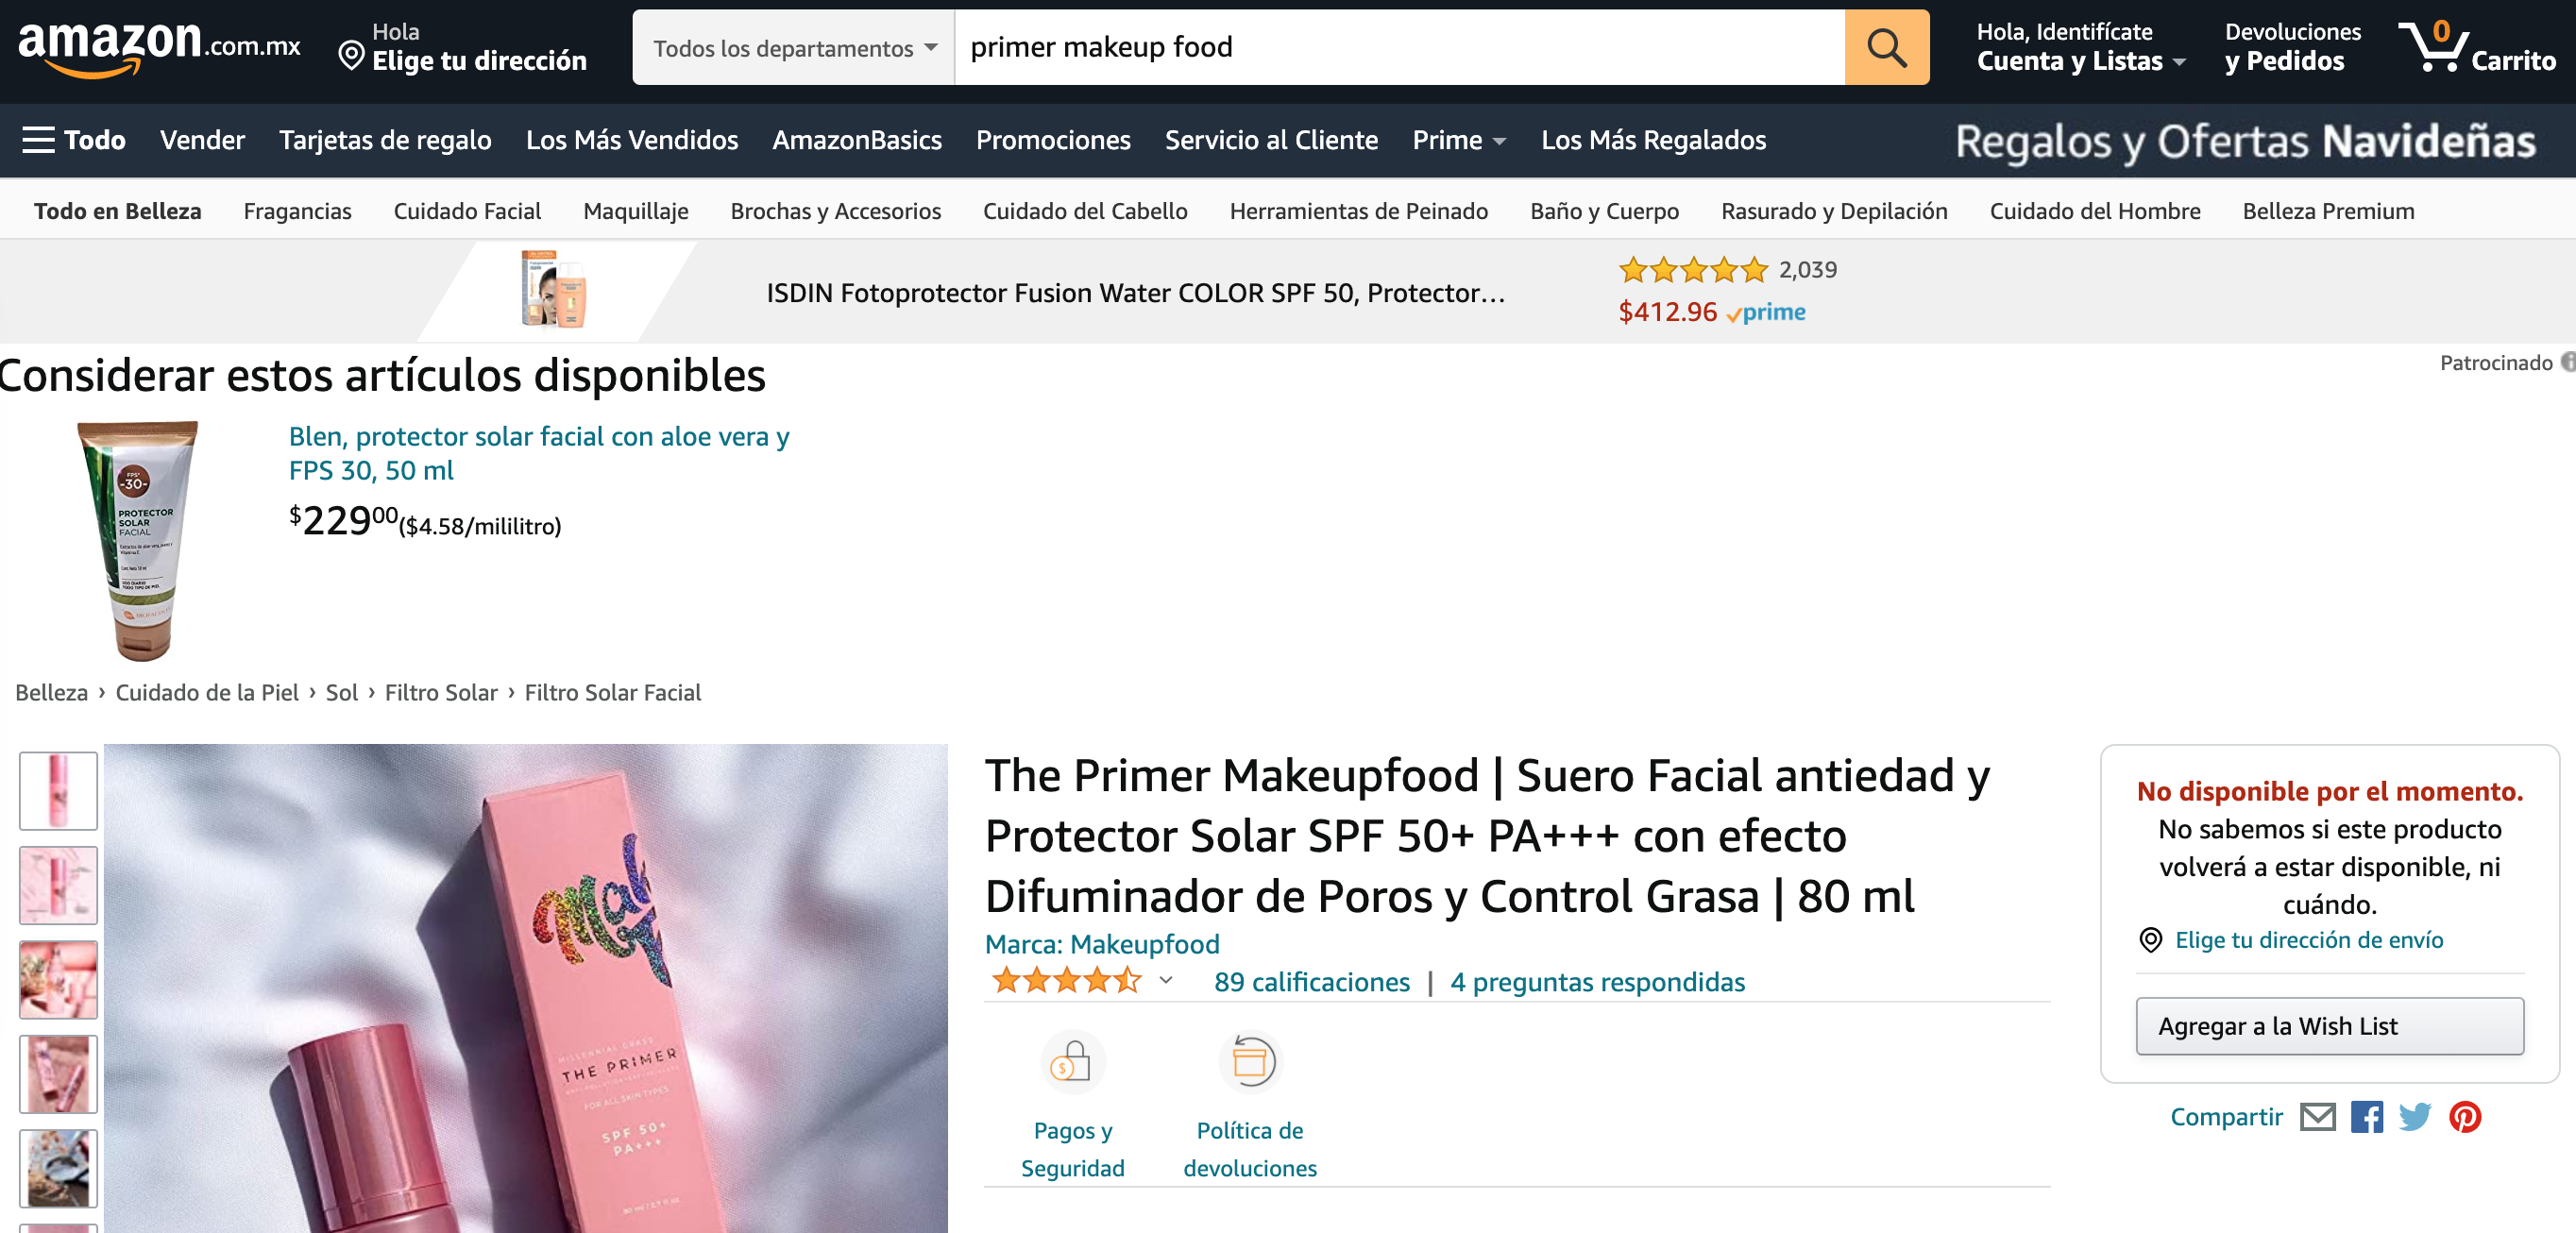 amazon.com.mx
Hola
Elige tu dirección
Todos los departamentos
primer makeup food
Hola, Identifícate
Cuenta y Listas
Devoluciones
y Pedidos
0
Carrito
Todo
Vender
Tarjetas de regalo
Los Más Vendidos
AmazonBasics
Promociones
Servicio al Cliente
Prime
Los Más Regalados
Regalos y Ofertas Navideñas
Todo en Belleza
Fragancias
Cuidado Facial
Maquillaje
Brochas y Accesorios
Cuidado del Cabello
Herramientas de Peinado
Baño y Cuerpo
Rasurado y Depilación
Cuidado del Hombre
Belleza Premium
ISDIN Fotoprotector Fusion Water COLOR SPF 50, Protector...
2,039
$412.96 prime
Considerar estos artículos disponibles
Patrocinado
FPS
-30-
PROTECTOR
SOLAR
FACIAL
Blen, protector solar facial con aloe vera y
FPS 30, 50 ml
$22900($4.58/mililitro)
Belleza › Cuidado de la Piel › Sol › Filtro Solar › Filtro Solar Facial
The Primer Makeupfood | Suero Facial antiedad y
Protector Solar SPF 50+ PA+++ con efecto
Difuminador de Poros y Control Grasa | 80 ml
Marca: Makeupfood
89 calificaciones | 4 preguntas respondidas
Pagos y
Seguridad
Política de
devoluciones
No disponible por el momento.
No sabemos si este producto
volverá a estar disponible, ni
cuándo.
Elige tu dirección de envío
Agregar a la Wish List
Compartir
MILLENNIAL GRASS
THE PRIMER
FOR ALL SKIN TYPES
SPF 50+
PA+++